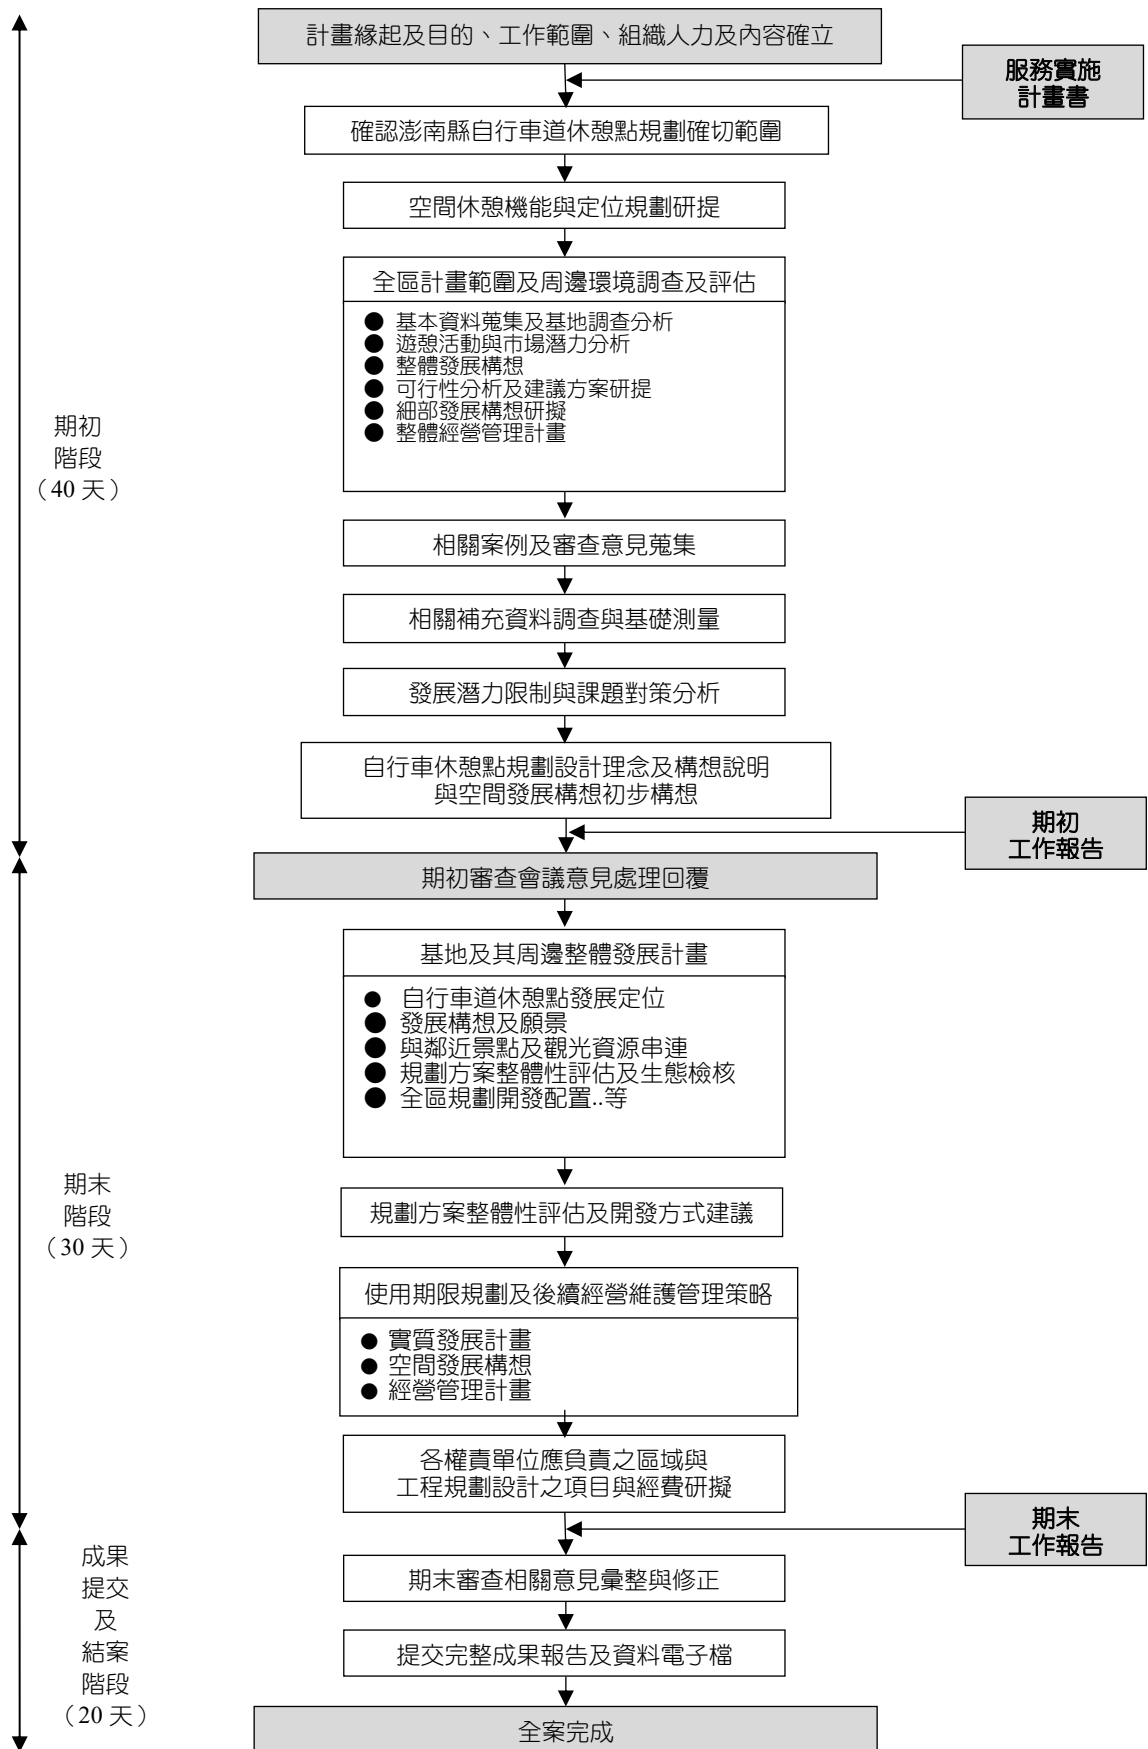 計畫緣起及目的、工作範圍、組織人力及內容確立
服務實施
計畫書
確認澎南縣自行車道休憩點規劃確切範圍
空間休憩機能與定位規劃研提
全區計畫範圍及周邊環境調查及評估
● 基本資料蒐集及基地調查分析
● 遊憩活動與市場潛力分析
● 整體發展構想
● 可行性分析及建議方案研提
● 細部發展構想研擬
● 整體經營管理計畫
期初
階段
（40 天）
相關案例及審查意見蒐集
相關補充資料調查與基礎測量
發展潛力限制與課題對策分析
自行車休憩點規劃設計理念及構想說明
與空間發展構想初步構想
期初
工作報告
期初審查會議意見處理回覆
基地及其周邊整體發展計畫
● 自行車道休憩點發展定位
● 發展構想及願景
● 與鄰近景點及觀光資源串連
● 規劃方案整體性評估及生態檢核
● 全區規劃開發配置..等
期末
階段
（30 天）
規劃方案整體性評估及開發方式建議
使用期限規劃及後續經營維護管理策略
● 實質發展計畫
● 空間發展構想
● 經營管理計畫
各權責單位應負責之區域與
工程規劃設計之項目與經費研擬
期末
工作報告
成果
提交
及
結案
階段
（20 天）
期末審查相關意見彙整與修正
提交完整成果報告及資料電子檔
全案完成